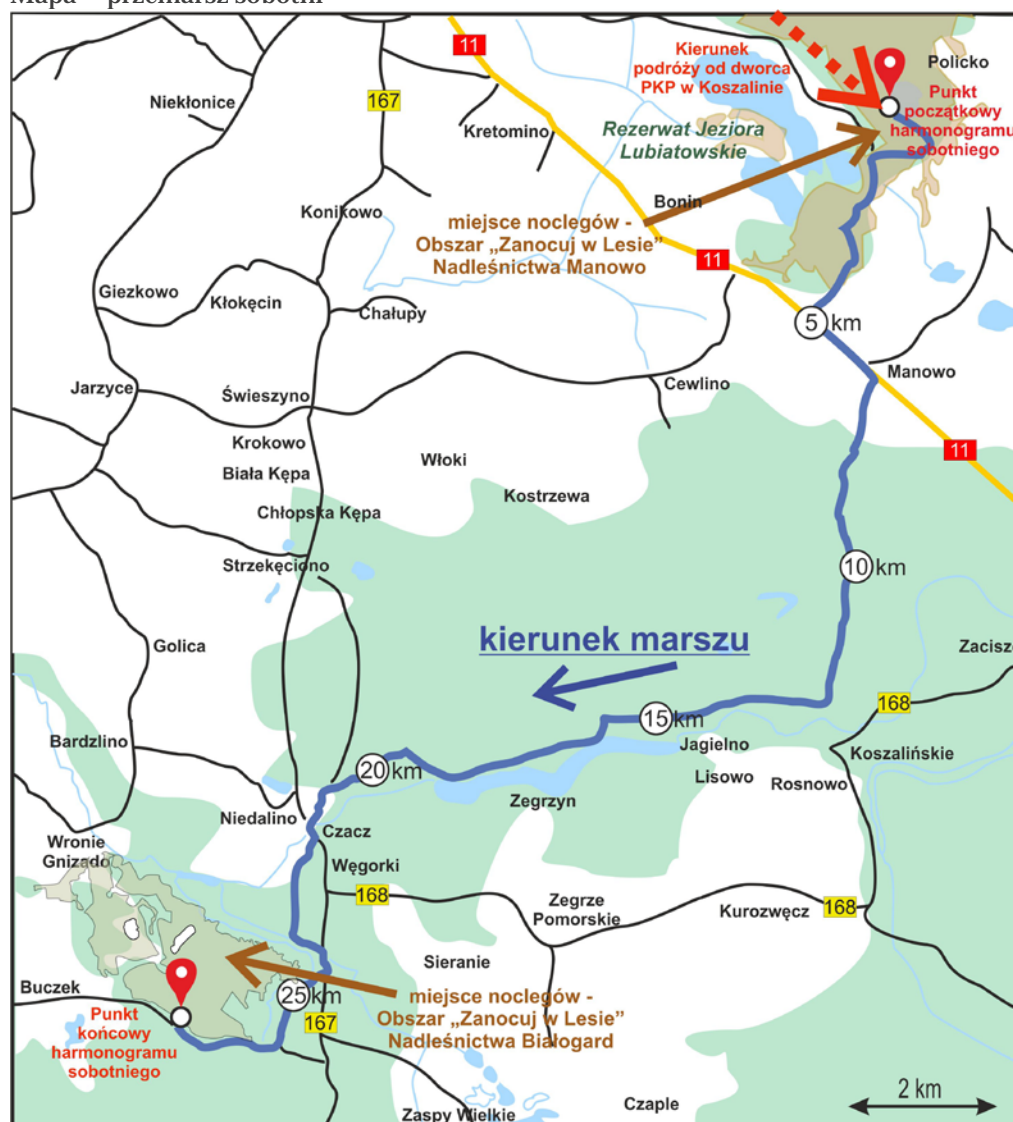 Mapa – przemarsz sobotni
11
Kierunek
podróży od dworca
PKP w Koszalinie
Policko
Punkt
początkowy
harmonogramu
sobotniego
167
Niekłonice
Kretomino
Rezerwat Jeziora
Lubiatowskie
Konikowo
Bonin
miejsce noclegów -
Obszar „Zanocuj w Lesie”
Nadleśnictwa Manowo
11
Giezkowo
Kłokęcin
Chałupy
5 km
Manowo
Jarzyce
Świeszyno
Cewlino
Krokowo
Biała Kępa
Włoki
11
Kostrzewa
Chłopska Kępa
Strzekęciono
10 km
kierunek marszu
Golica
Zacisze
168
15 km
Bardzlino
Jagielno
Koszalińskie
20 km
Lisowo
Rosnowo
Zegrzyn
Niedalino
Czacz
Wronie
Gnizado
Węgorki
168
Zegrze
Pomorskie
Kurozwęcz
168
Sieranie
Buczek
25 km
miejsce noclegów -
Obszar „Zanocuj w Lesie”
Nadleśnictwa Białogard
Punkt
końcowy
harmonogramu
sobotniego
167
2 km
Czaple
Zaspy Wielkie